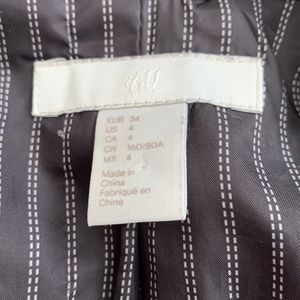 H&M
EUR 34
US 4
CA 4
CN 160/80A
MX 4
Made in
China
Fabriqué en
Chine